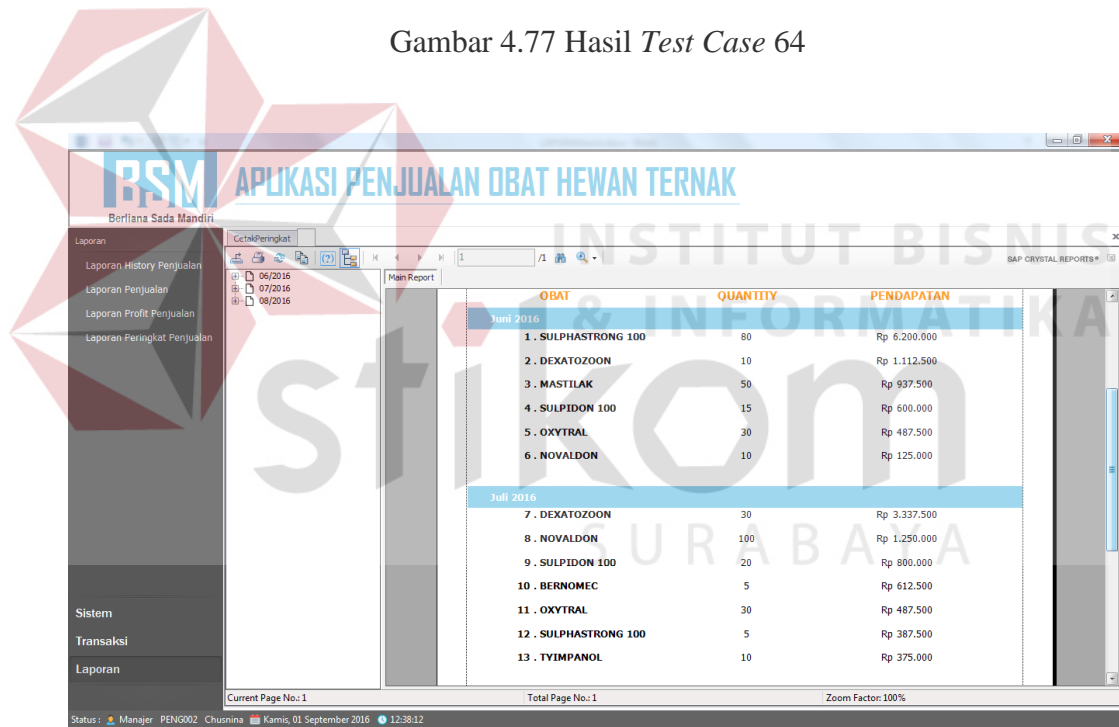 Gambar 4.77 Hasil Test Case 64
BSM
Berliana Sada Mandiri
APLIKASI PENJUALAN OBAT HEWAN TERNAK
Laporan
Laporan History Penjualan
Laporan Penjualan
Laporan Profit Penjualan
Laporan Peringkat Penjualan
CetakPeringkat
1 /1
SAP CRYSTAL REPORTS®
06/2016
07/2016
08/2016
Main Report
OBAT QUANTITY PENDAPATAN
Juni 2016
1 . SULPHASTRONG 100 80 Rp 6.200.000
2 . DEXATOZOON 10 Rp 1.112.500
3 . MASTILAK 50 Rp 937.500
4 . SULPIDON 100 15 Rp 600.000
5 . OXYTRAL 30 Rp 487.500
6 . NOVALDON 10 Rp 125.000
Juli 2016
7 . DEXATOZOON 30 Rp 3.337.500
8 . NOVALDON 100 Rp 1.250.000
9 . SULPIDON 100 20 Rp 800.000
10 . BERNOMEC 5 Rp 612.500
11 . OXYTRAL 30 Rp 487.500
12 . SULPHASTRONG 100 5 Rp 387.500
13 . TYIMPANOL 10 Rp 375.000
Sistem
Transaksi
Laporan
Current Page No.: 1 Total Page No.: 1 Zoom Factor: 100%
Status : Manajer PENG002 Chusnina Kamis, 01 September 2016 12:38:12
INSTITUT BISNIS
& INFORMATIKA
stikom
SURABAYA